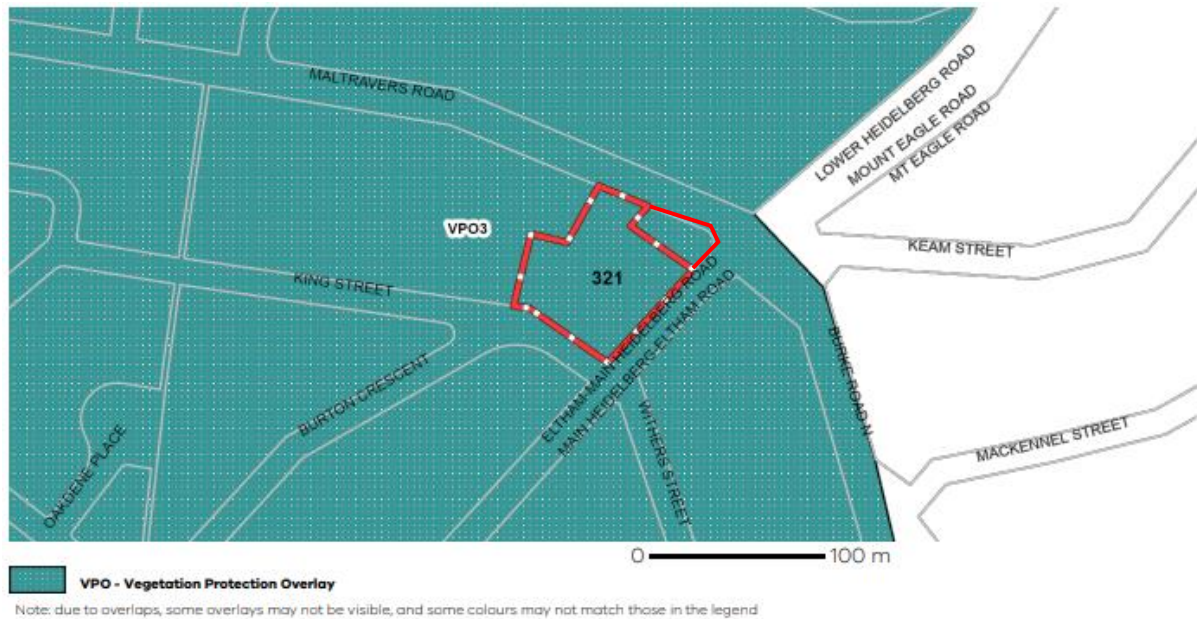 MALTRAVERS ROAD
LOWER HEIDELBERG ROAD
MOUNT EAGLE ROAD
MT EAGLE ROAD
VPO3
KEAM STREET
KING STREET
321
ELTHAM-MAIN HEIDELBERG ROAD
MAIN HEIDELBERG-ELTHAM ROAD
BURKE ROAD N
BURTON CRESCENT
WITHERS STREET
MACKENNEL STREET
OAKDENE PLACE
0 100 m
VPO - Vegetation Protection Overlay
Note: due to overlaps, some overlays may not be visible, and some colours may not match those in the legend